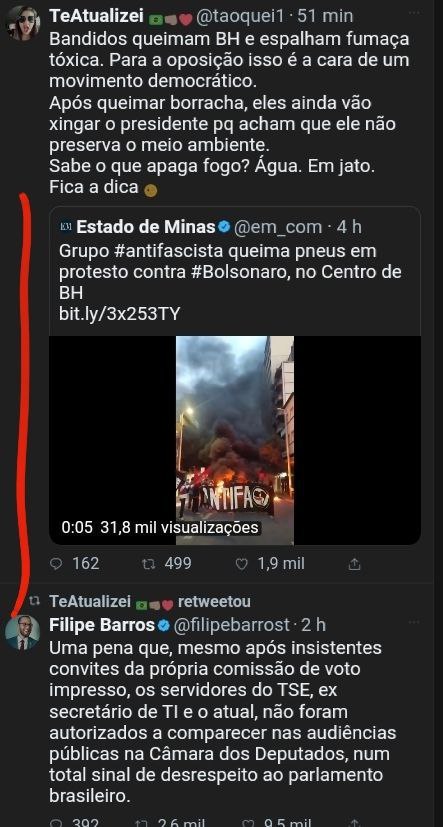 TeAtualizei @taoquei1 · 51 min
Bandidos queimam BH e espalham fumaça
tóxica. Para a oposição isso é a cara de um
movimento democrático.
Após queimar borracha, eles ainda vão
xingar o presidente pq acham que ele não
preserva o meio ambiente.
Sabe o que apaga fogo? Água. Em jato.
Fica a dica
EM Estado de Minas @em_com · 4 h
Grupo #antifascista queima pneus em
protesto contra #Bolsonaro, no Centro de
BH
bit.ly/3x253TY
ANTIFA
0:05 31,8 mil visualizações
162 499 1,9 mil
TeAtualizei retweetou
Filipe Barros @filipebarrost · 2 h
Uma pena que, mesmo após insistentes
convites da própria comissão de voto
impresso, os servidores do TSE, ex
secretário de TI e o atual, não foram
autorizados a comparecer nas audiências
públicas na Câmara dos Deputados, num
total sinal de desrespeito ao parlamento
brasileiro.
392 2,6 mil 9,5 mil